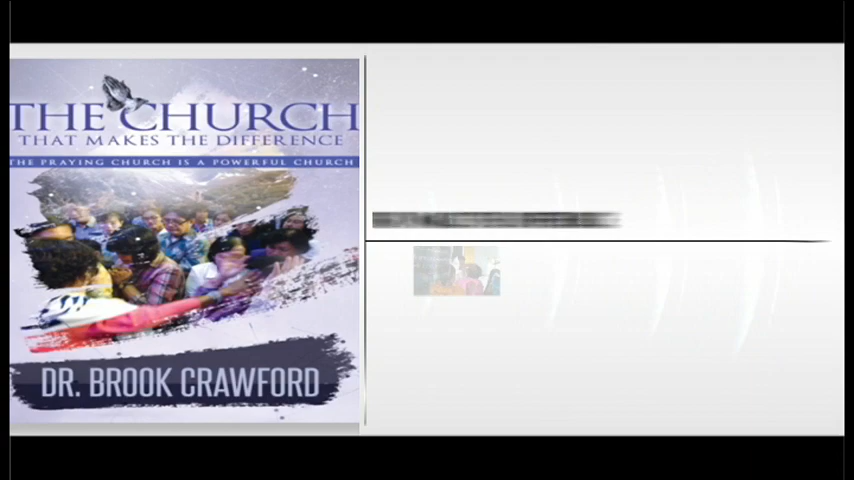 THE CHURCH
THAT MAKES THE DIFFERENCE
THE PRAYING CHURCH IS A POWERFUL CHURCH
DR. BROOK CRAWFORD